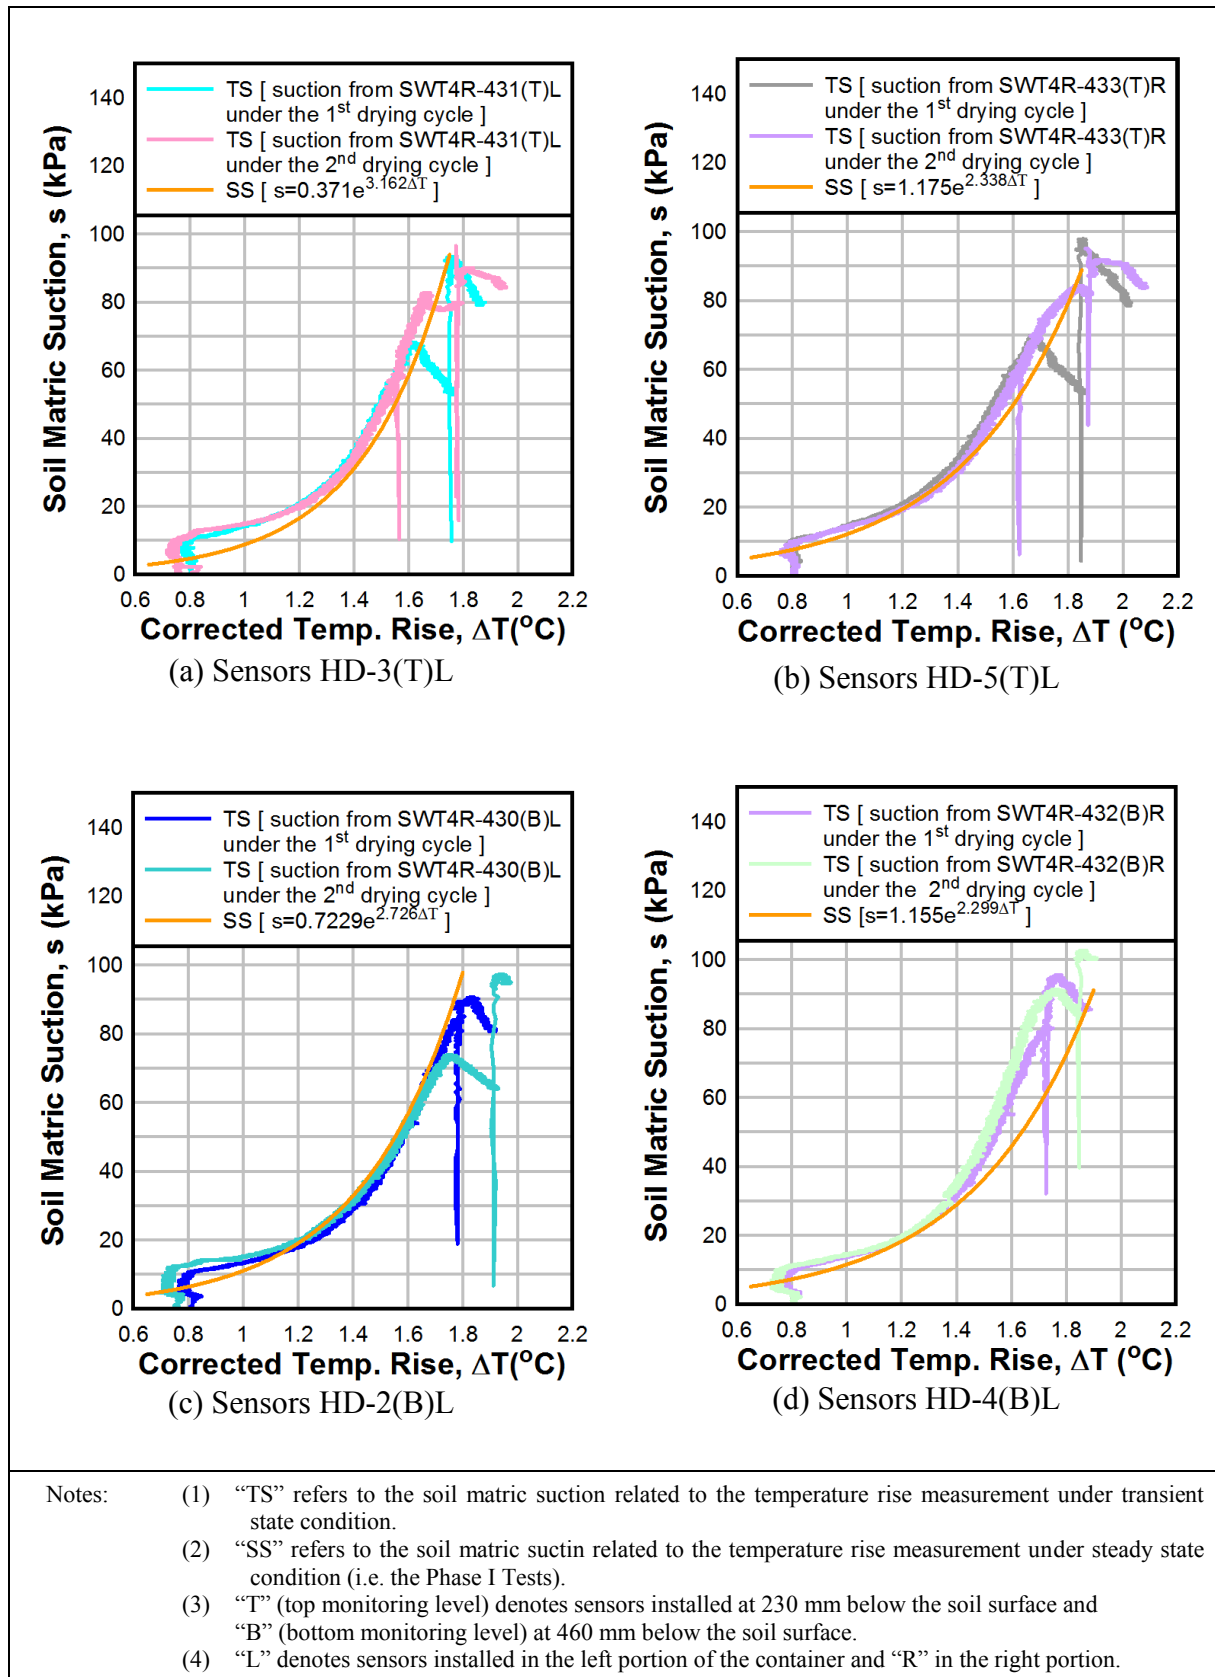 TS [ suction from SWT4R-431(T)L
under the 1st drying cycle ]
TS [ suction from SWT4R-431(T)L
under the 2nd drying cycle ]
SS [ s=0.371e3.162ΔT ]
140
120
100
80
60
40
20
0
Soil Matric Suction, s (kPa)
0.6 0.8 1 1.2 1.4 1.6 1.8 2 2.2
Corrected Temp. Rise, ΔT(oC)
(a) Sensors HD-3(T)L
TS [ suction from SWT4R-433(T)R
under the 1st drying cycle ]
TS [ suction from SWT4R-433(T)R
under the 2nd drying cycle ]
SS [ s=1.175e2.338ΔT ]
140
120
100
80
60
40
20
0
Soil Matric Suction, s (kPa)
0.6 0.8 1 1.2 1.4 1.6 1.8 2 2.2
Corrected Temp. Rise, ΔT (oC)
(b) Sensors HD-5(T)L
TS [ suction from SWT4R-430(B)L
under the 1st drying cycle ]
TS [ suction from SWT4R-430(B)L
under the 2nd drying cycle ]
SS [ s=0.7229e2.726ΔT ]
140
120
100
80
60
40
20
0
Soil Matric Suction, s (kPa)
0.6 0.8 1 1.2 1.4 1.6 1.8 2 2.2
Corrected Temp. Rise, ΔT(oC)
(c) Sensors HD-2(B)L
TS [ suction from SWT4R-432(B)R
under the 1st drying cycle ]
TS [ suction from SWT4R-432(B)R
under the 2nd drying cycle ]
SS [s=1.155e2.299ΔT ]
140
120
100
80
60
40
20
0
Soil Matric Suction, s (kPa)
0.6 0.8 1 1.2 1.4 1.6 1.8 2 2.2
Corrected Temp. Rise, ΔT (oC)
(d) Sensors HD-4(B)L
Notes: (1) “TS” refers to the soil matric suction related to the temperature rise measurement under transient
state condition.
(2) “SS” refers to the soil matric suctin related to the temperature rise measurement under steady state
condition (i.e. the Phase I Tests).
(3) “T” (top monitoring level) denotes sensors installed at 230 mm below the soil surface and
“B” (bottom monitoring level) at 460 mm below the soil surface.
(4) “L” denotes sensors installed in the left portion of the container and “R” in the right portion.